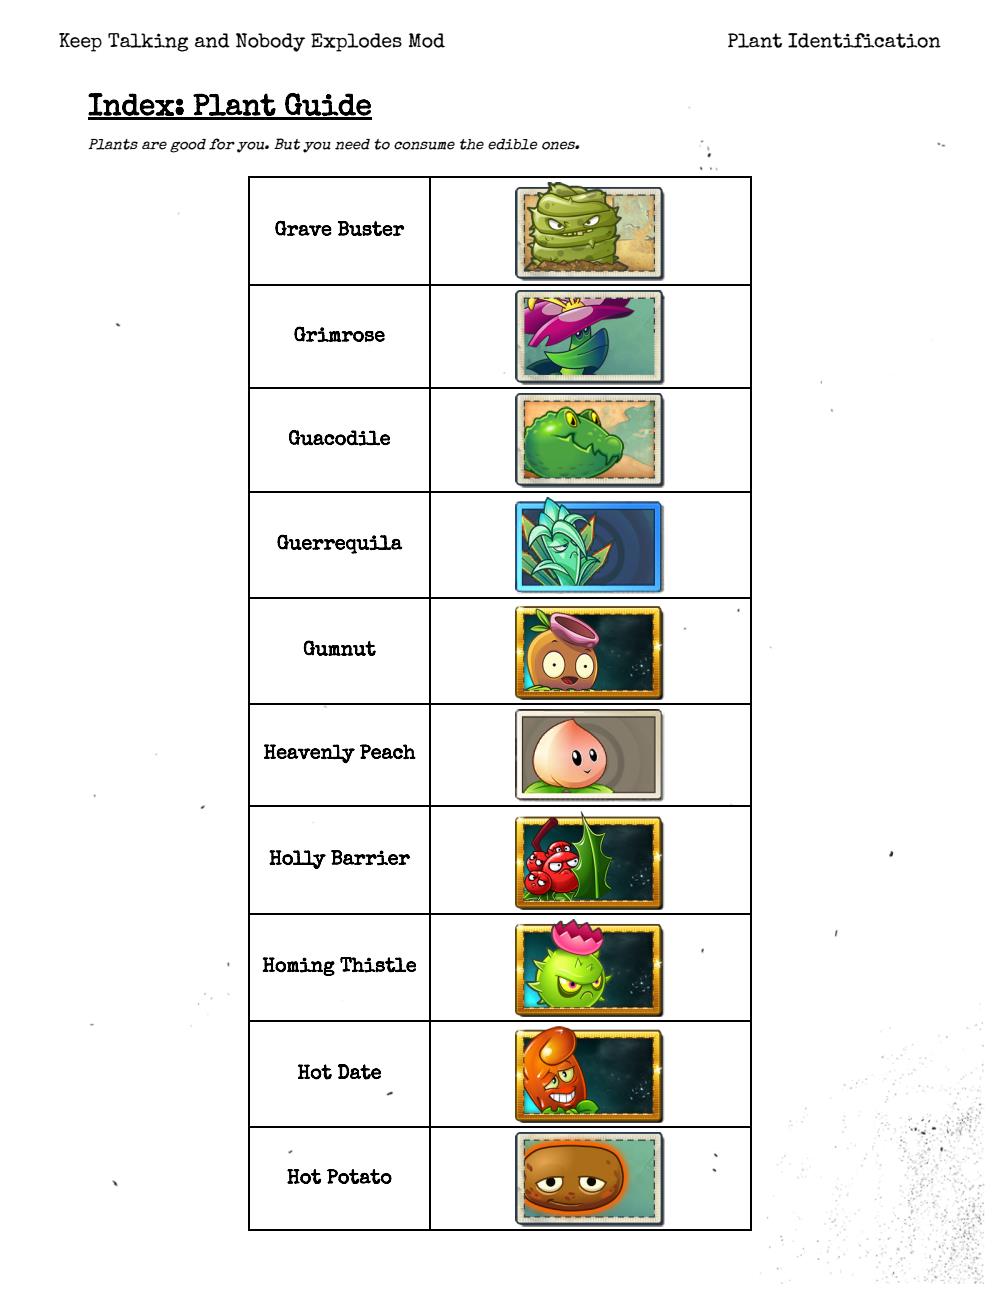 Keep Talking and Nobody Explodes Mod
Plant Identification
Index: Plant Guide
Plants are good for you. But you need to consume the edible ones.
Grave Buster
Grimrose
Guacodile
Guerrequila
Gumnut
Heavenly Peach
Holly Barrier
Homing Thistle
Hot Date
Hot Potato